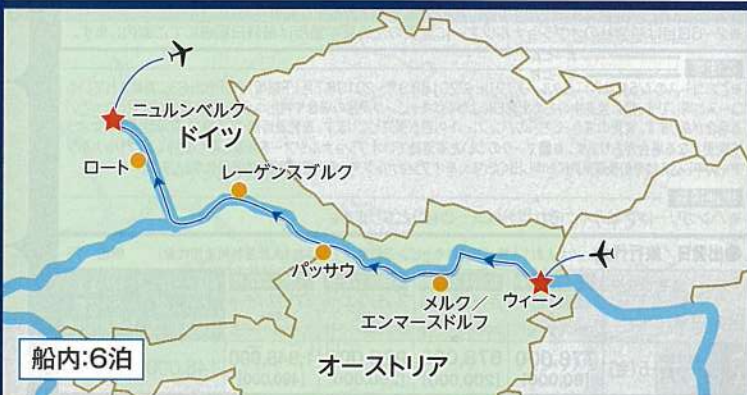 ニュルンベルク
ドイツ
ロート
レーゲンスブルク
パッサウ
メルク／
エンマースドルフ
ウィーン
船内:6泊
オーストリア